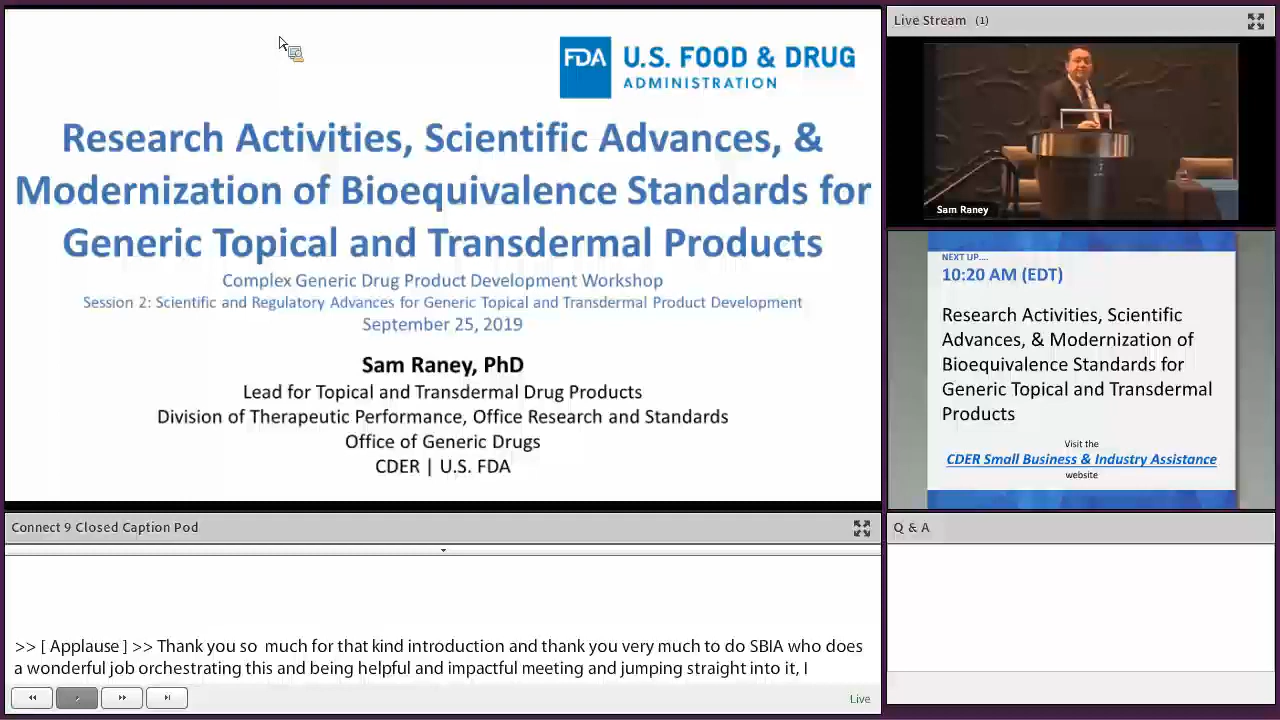 FDA
U.S. FOOD & DRUG
ADMINISTRATION
Research Activities, Scientific Advances, &
Modernization of Bioequivalence Standards for
Generic Topical and Transdermal Products
Complex Generic Drug Product Development Workshop
Session 2: Scientific and Regulatory Advances for Generic Topical and Transdermal Product Development
September 25, 2019
Sam Raney, PhD
Lead for Topical and Transdermal Drug Products
Division of Therapeutic Performance, Office Research and Standards
Office of Generic Drugs
CDER | U.S. FDA
Live Stream (1)
Sam Raney
NEXT UP....
10:20 AM (EDT)
Research Activities, Scientific
Advances, & Modernization of
Bioequivalence Standards for
Generic Topical and Transdermal
Products
Visit the
CDER Small Business & Industry Assistance
website
Connect 9 Closed Caption Pod
>> [ Applause ] >> Thank you so much for that kind introduction and thank you very much to do SBIA who does
a wonderful job orchestrating this and being helpful and impactful meeting and jumping straight into it, I
Live
Q & A